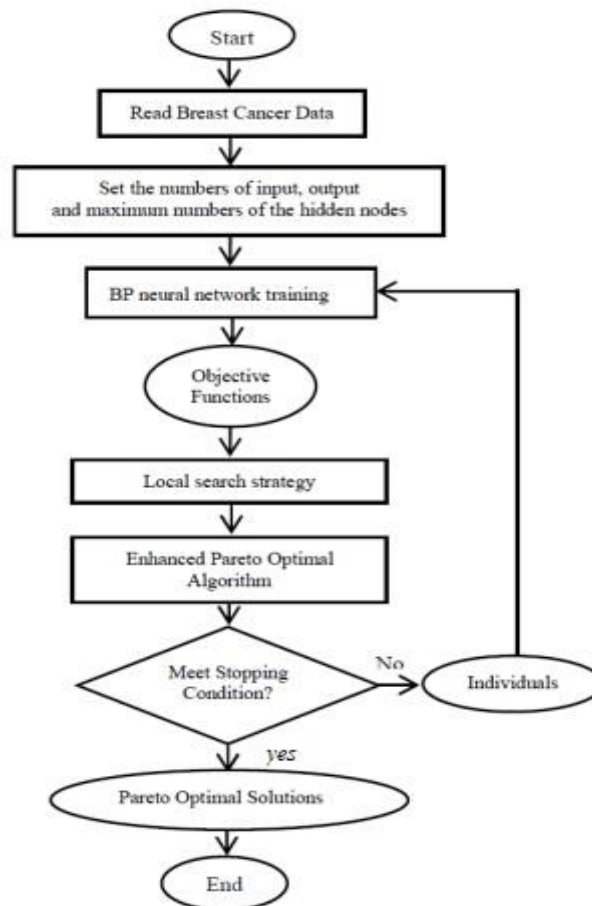 Start
Read Breast Cancer Data
Set the numbers of input, output
and maximum numbers of the hidden nodes
BP neural network training
Objective
Functions
Local search strategy
Enhanced Pareto Optimal
Algorithm
Meet Stopping
Condition?
No
Individuals
yes
Pareto Optimal Solutions
End